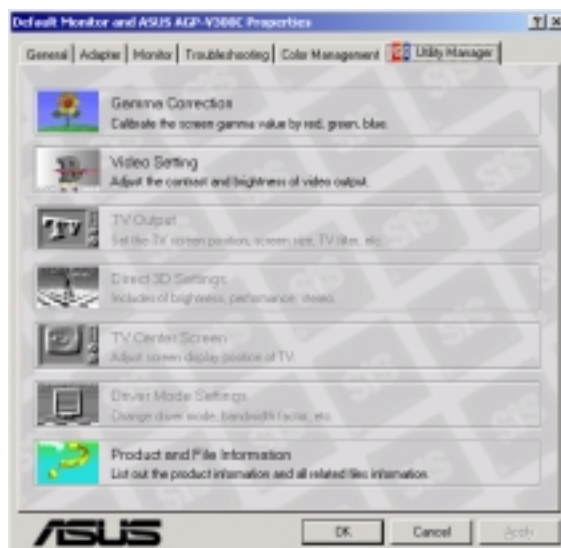 Default Monitor and ASUS AGP-V300C Properties
General Adapter Monitor Troubleshooting Color Management Utility Manager
Gamma Correction
Calibrate the screen gamma value by red, green, blue.
Video Setting
Adjust the contrast and brightness of video output.
TV Output
Set the TV screen position, screen size, TV filter, etc.
Direct 3D Settings
Includes of brightness, performance, stereo.
TV Center Screen
Adjust screen display position of TV.
Driver Mode Settings
Change driver mode, bandwidth factor, etc.
Product and File Information
List out the product information and all related files information.
ASUS
OK Cancel Apply